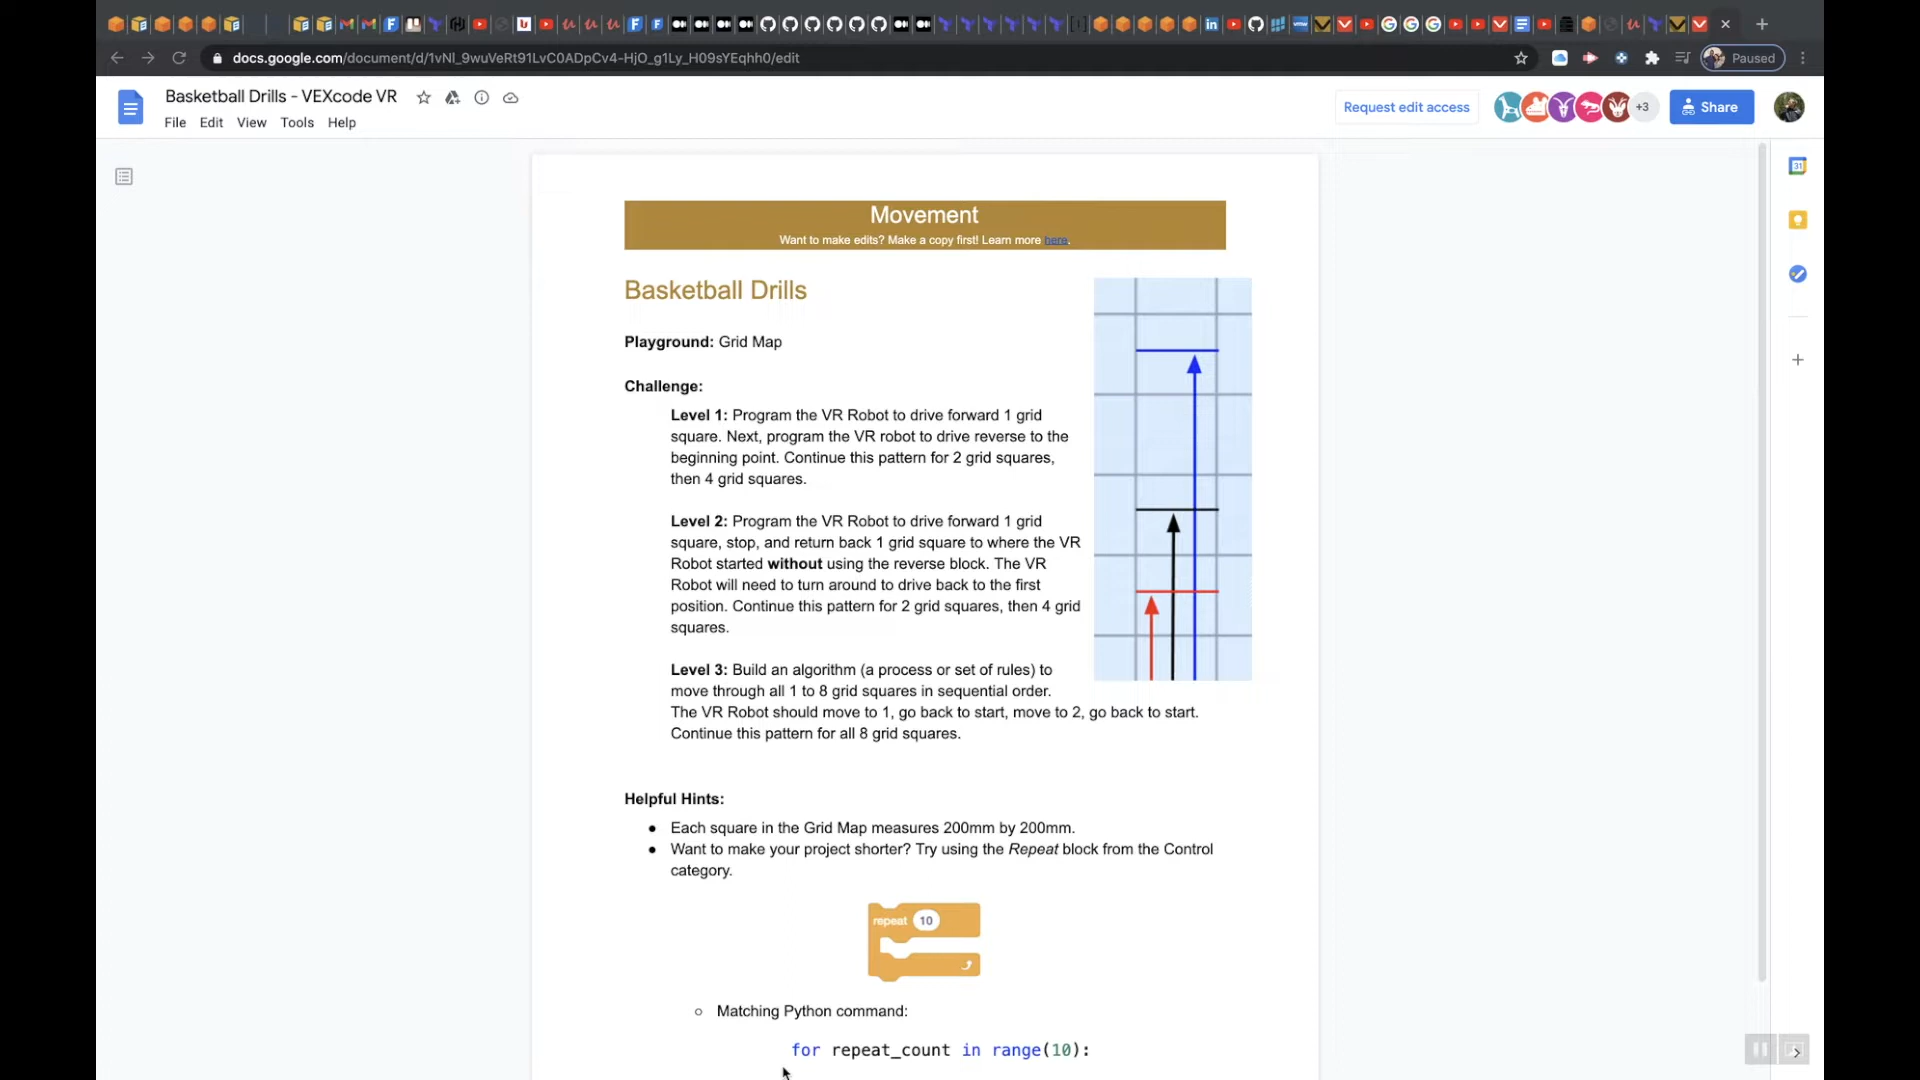 docs.google.com/document/d/1vNl_9wuVeRt91LvC0ADpCv4-HjO_g1Ly_H09sYEqhh0/edit
Paused
Basketball Drills - VEXcode VR
File Edit View Tools Help
Request edit access
+3
Share
31
Movement
Want to make edits? Make a copy first! Learn more here.
Basketball Drills
Playground: Grid Map
Challenge:
Level 1: Program the VR Robot to drive forward 1 grid
square. Next, program the VR robot to drive reverse to the
beginning point. Continue this pattern for 2 grid squares,
then 4 grid squares.
Level 2: Program the VR Robot to drive forward 1 grid
square, stop, and return back 1 grid square to where the VR
Robot started without using the reverse block. The VR
Robot will need to turn around to drive back to the first
position. Continue this pattern for 2 grid squares, then 4 grid
squares.
Level 3: Build an algorithm (a process or set of rules) to
move through all 1 to 8 grid squares in sequential order.
The VR Robot should move to 1, go back to start, move to 2, go back to start.
Continue this pattern for all 8 grid squares.
Helpful Hints:
● Each square in the Grid Map measures 200mm by 200mm.
● Want to make your project shorter? Try using the Repeat block from the Control
category.
repeat 10
○ Matching Python command:
for repeat_count in range(10):